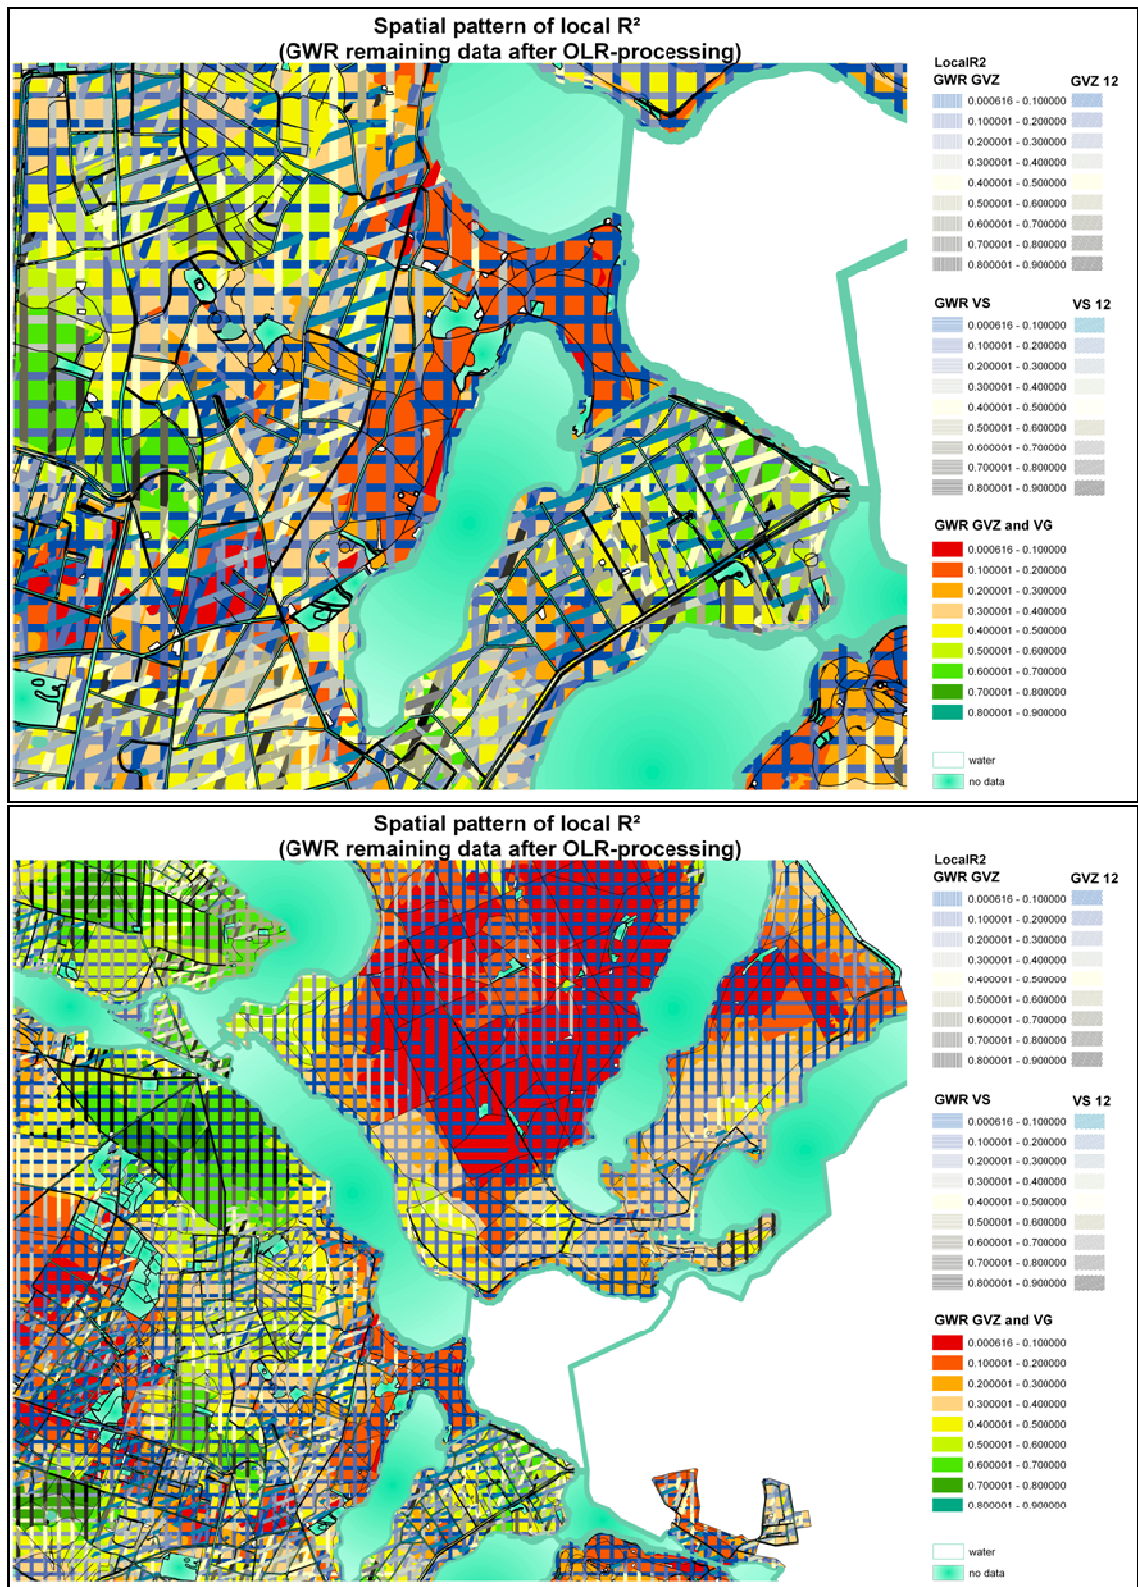 Spatial pattern of local R²
(GWR remaining data after OLR-processing)
LocalR2
GWR GVZ GVZ 12
0.000616 - 0.100000
0.100001 - 0.200000
0.200001 - 0.300000
0.300001 - 0.400000
0.400001 - 0.500000
0.500001 - 0.600000
0.600001 - 0.700000
0.700001 - 0.800000
0.800001 - 0.900000
GWR VS VS 12
0.000616 - 0.100000
0.100001 - 0.200000
0.200001 - 0.300000
0.300001 - 0.400000
0.400001 - 0.500000
0.500001 - 0.600000
0.600001 - 0.700000
0.700001 - 0.800000
0.800001 - 0.900000
GWR GVZ and VG
0.000616 - 0.100000
0.100001 - 0.200000
0.200001 - 0.300000
0.300001 - 0.400000
0.400001 - 0.500000
0.500001 - 0.600000
0.600001 - 0.700000
0.700001 - 0.800000
0.800001 - 0.900000
water
no data
Spatial pattern of local R²
(GWR remaining data after OLR-processing)
LocalR2
GWR GVZ GVZ 12
0.000616 - 0.100000
0.100001 - 0.200000
0.200001 - 0.300000
0.300001 - 0.400000
0.400001 - 0.500000
0.500001 - 0.600000
0.600001 - 0.700000
0.700001 - 0.800000
0.800001 - 0.900000
GWR VS VS 12
0.000616 - 0.100000
0.100001 - 0.200000
0.200001 - 0.300000
0.300001 - 0.400000
0.400001 - 0.500000
0.500001 - 0.600000
0.600001 - 0.700000
0.700001 - 0.800000
0.800001 - 0.900000
GWR GVZ and VG
0.000616 - 0.100000
0.100001 - 0.200000
0.200001 - 0.300000
0.300001 - 0.400000
0.400001 - 0.500000
0.500001 - 0.600000
0.600001 - 0.700000
0.700001 - 0.800000
0.800001 - 0.900000
water
no data